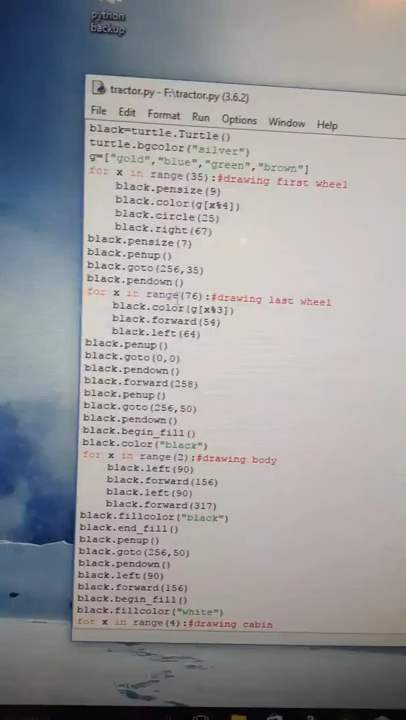 python
backup
tractor.py - F:\tractor.py (3.6.2)
File Edit Format Run Options Window Help
black=turtle.Turtle()
turtle.bgcolor("silver")
g=["gold","blue","green","brown"]
for x in range(35):#drawing first wheel
    black.pensize(9)
    black.color(g[x%4])
    black.circle(25)
    black.right(67)
black.pensize(7)
black.penup()
black.goto(256,35)
black.pendown()
for x in range(76):#drawing last wheel
    black.color(g[x%3])
    black.forward(54)
    black.left(64)
black.penup()
black.goto(0,0)
black.pendown()
black.forward(258)
black.penup()
black.goto(256,50)
black.pendown()
black.begin_fill()
black.color("black")
for x in range(2):#drawing body
    black.left(90)
    black.forward(156)
    black.left(90)
    black.forward(317)
black.fillcolor("black")
black.end_fill()
black.penup()
black.goto(256,50)
black.pendown()
black.left(90)
black.forward(156)
black.begin_fill()
black.fillcolor("white")
for x in range(4):#drawing cabin